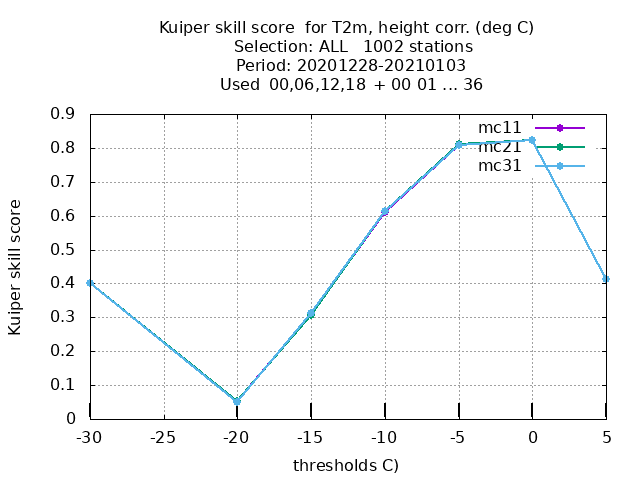 Kuiper skill score  for T2m, height corr. (deg C)
Selection: ALL   1002 stations
Period: 20201228-20210103
Used  00,06,12,18  + 00 01 ... 36
mc11
mc21
mc31
Kuiper skill score
0.9
0.8
0.7
0.6
0.5
0.4
0.3
0.2
0.1
0
-30 -25 -20 -15 -10 -5 0 5
thresholds C)